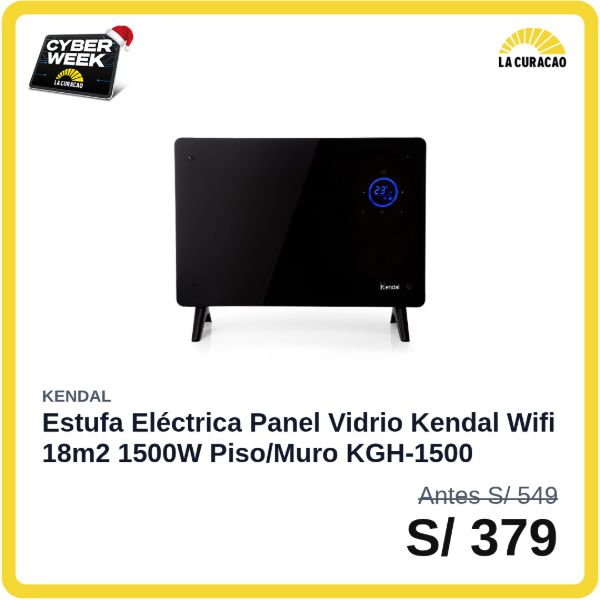 CYBER
WEEK
LA CURACAO
LA CURACAO
23°
Kendal
KENDAL
Estufa Eléctrica Panel Vidrio Kendal Wifi
18m2 1500W Piso/Muro KGH-1500
Antes S/ 549
S/ 379